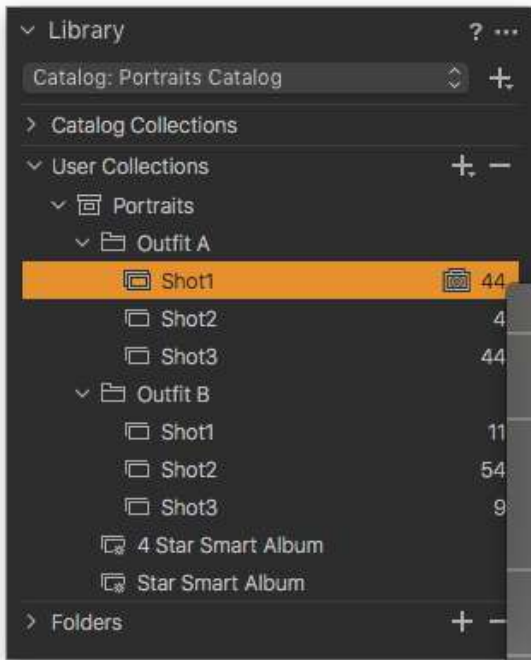 Library ? ...
Catalog: Portraits Catalog
Catalog Collections
User Collections
Portraits
Outfit A
Shot1 44
Shot2 4
Shot3 44
Outfit B
Shot1 11
Shot2 54
Shot3 9
4 Star Smart Album
Star Smart Album
Folders